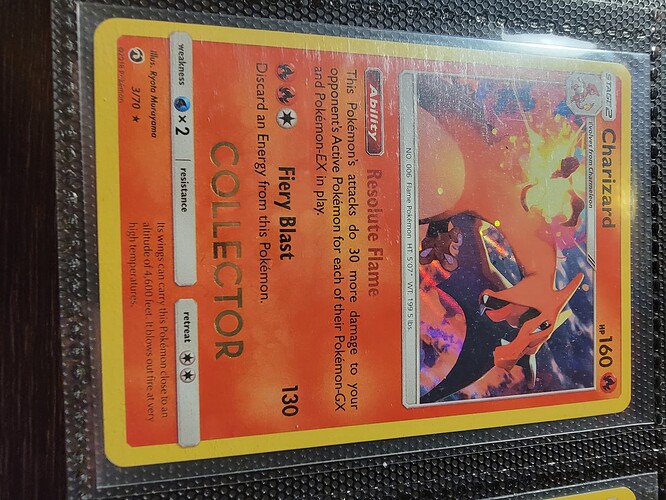 STAGE 2
Charizard
HP 160
Evolves from Charmeleon
NO. 006 Flame Pokémon HT: 5'07" WT: 199.5 lbs.
Ability Resolute Flame
This Pokémon's attacks do 30 more damage to your
opponent's Active Pokémon for each of their Pokémon-GX
and Pokémon-EX in play.
Fiery Blast 130
Discard an Energy from this Pokémon.
COLLECTOR
weakness ×2 resistance retreat
Illus. Ryota Murayama
3/70 ★
©2018 Pokémon
Its wings can carry this Pokémon close to an
altitude of 4,600 feet. It blows out fire at very
high temperatures.